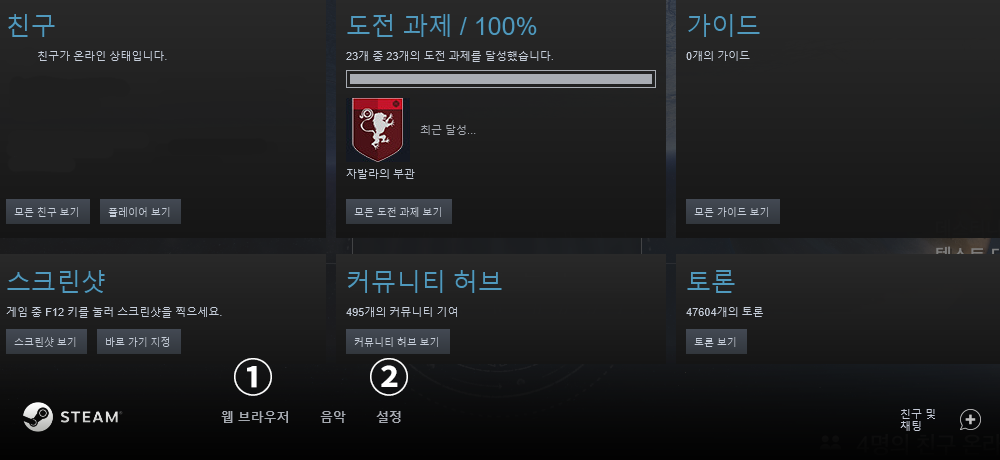 친구
친구가 온라인 상태입니다.
모든 친구 보기
플레이어 보기
도전 과제 / 100%
23개 중 23개의 도전 과제를 달성했습니다.
최근 달성...
자발라의 부관
모든 도전 과제 보기
가이드
0개의 가이드
모든 가이드 보기
스크린샷
게임 중 F12 키를 눌러 스크린샷을 찍으세요.
스크린샷 보기
바로 가기 지정
커뮤니티 허브
495개의 커뮤니티 기여
커뮤니티 허브 보기
토론
47604개의 토론
토론 보기
① ②
STEAM
웹 브라우저
음악
설정
친구 및
채팅
4명의 친구 온라